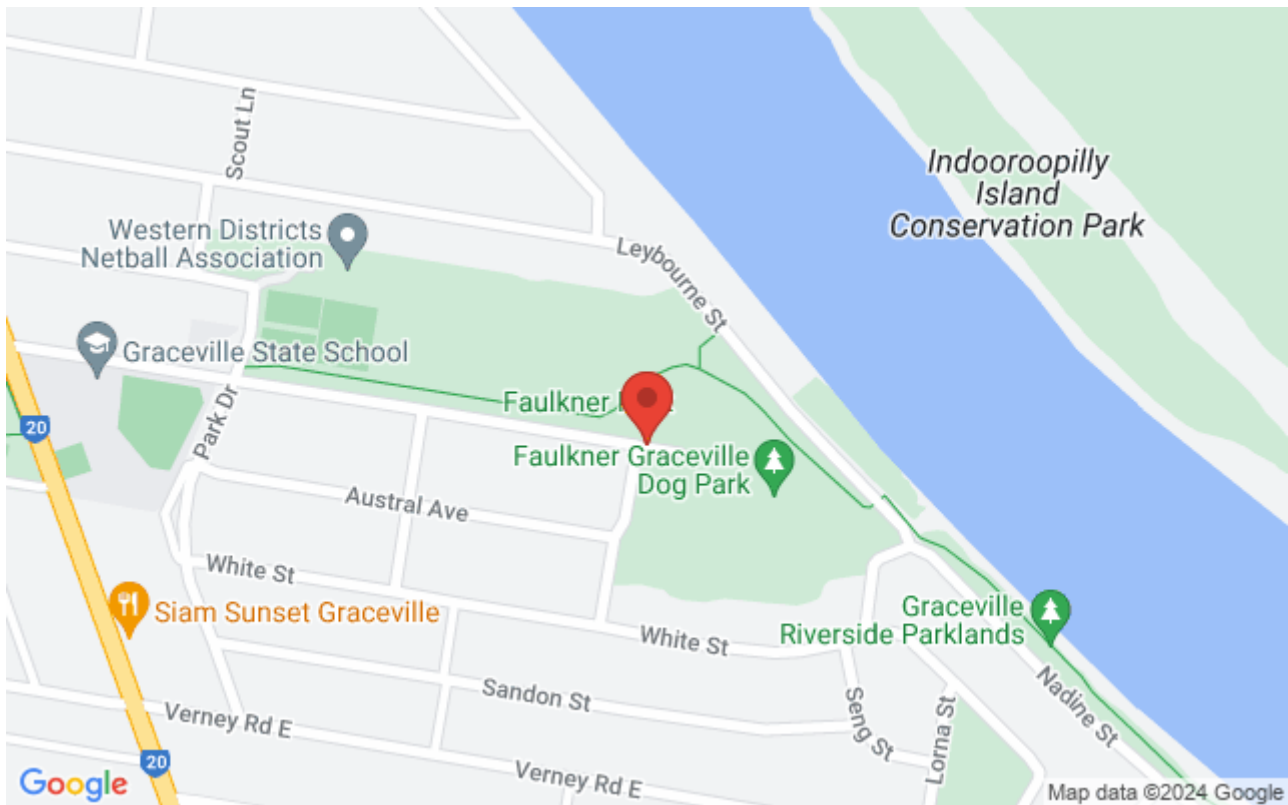 Scout Ln
Indooroopilly
Island
Conservation Park
Western Districts
Netball Association
Leybourne St
Graceville State School
Park Dr
Faulkner
20
Faulkner Graceville
Dog Park
Austral Ave
White St
Siam Sunset Graceville
Graceville
Riverside Parklands
White St
Sandon St
Seng St
Lorna St
Nadine St
Verney Rd E
20
Verney Rd E
Google
Map data ©2024 Google